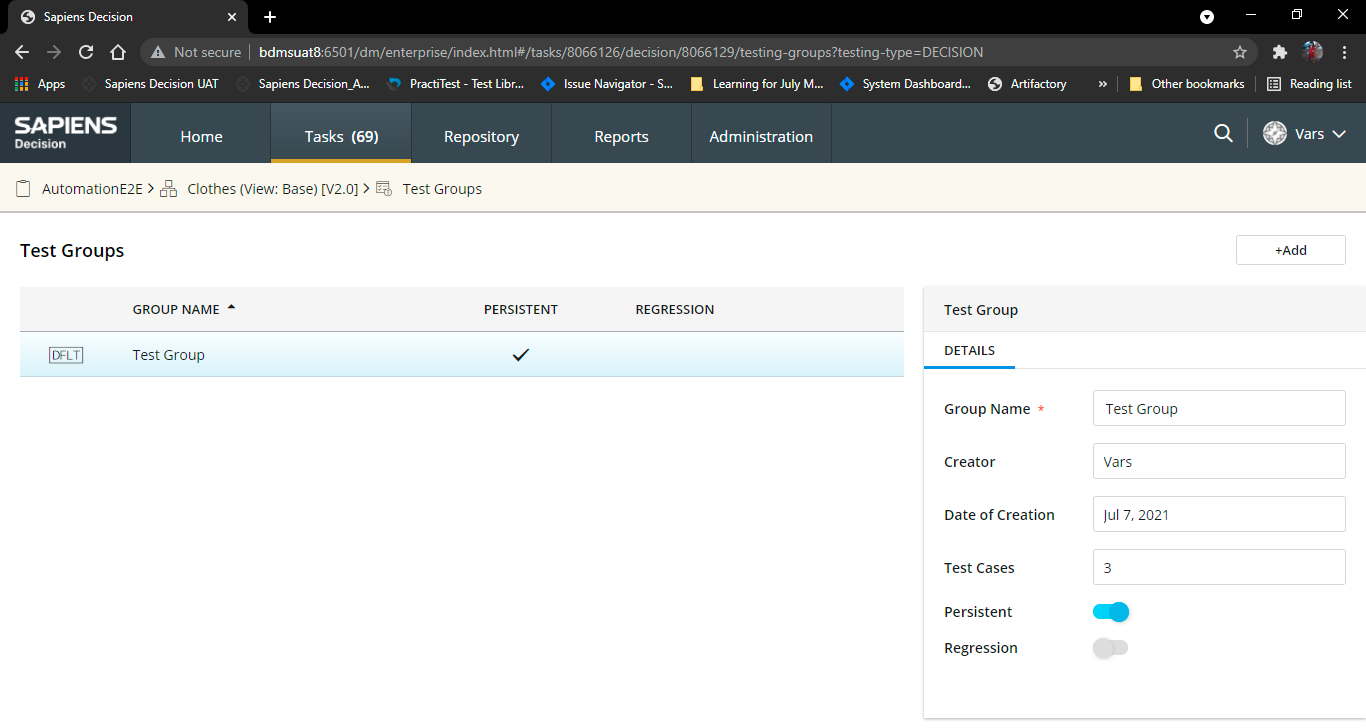 Sapiens Decision
Not secure bdmsuat8:6501/dm/enterprise/index.html#/tasks/8066126/decision/8066129/testing-groups?testing-type=DECISION
Apps Sapiens Decision UAT Sapiens Decision_A... PractiTest - Test Libr... Issue Navigator - S... Learning for July M... System Dashboard... Artifactory » Other bookmarks Reading list
SAPIENS
Decision
Home Tasks (69) Repository Reports Administration Vars
AutomationE2E > Clothes (View: Base) [V2.0] > Test Groups
Test Groups
+Add
GROUP NAME PERSISTENT REGRESSION
DFLT Test Group
Test Group
DETAILS
Group Name * Test Group
Creator Vars
Date of Creation Jul 7, 2021
Test Cases 3
Persistent
Regression